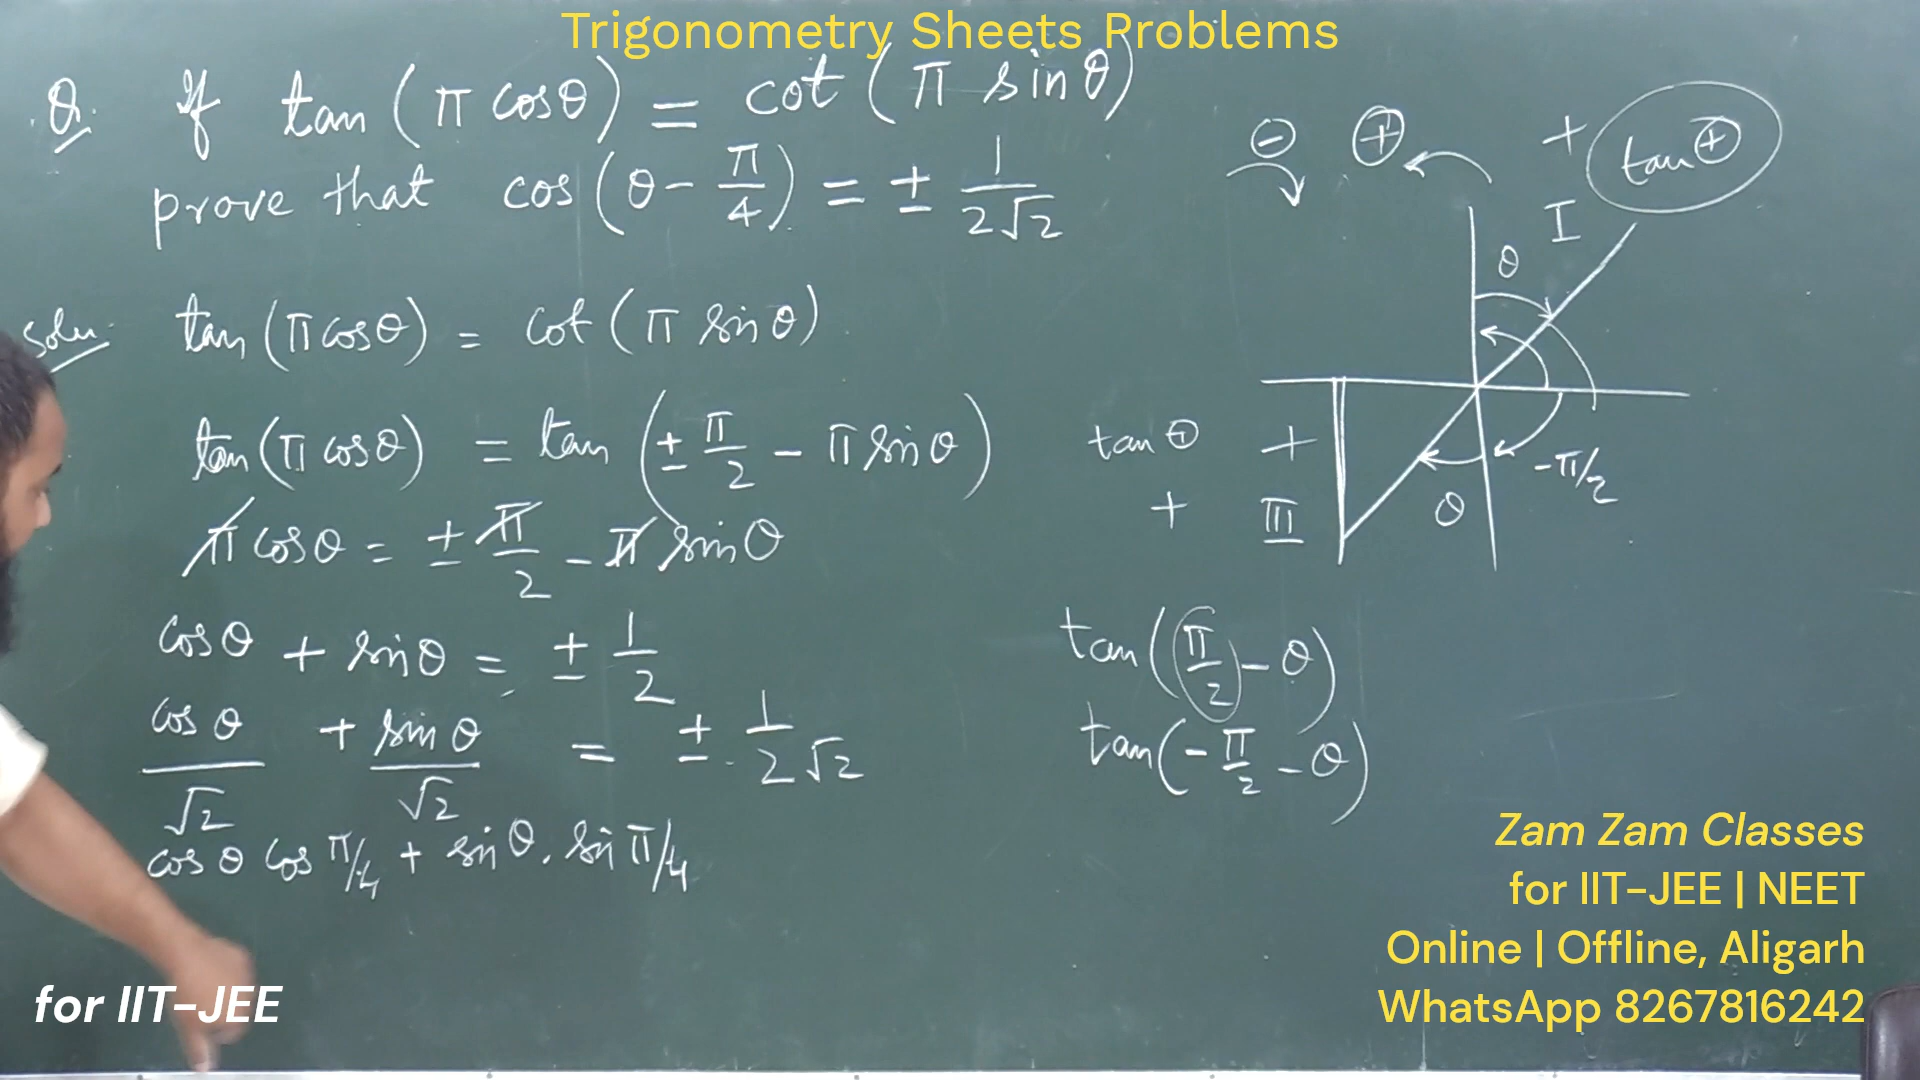 Trigonometry Sheets Problems
Q. If tan(π cosθ) = cot(π sinθ)
prove that cos(θ - π/4) = ± 1/2√2
Solu: tan(π cosθ) = cot(π sinθ)
tan(π cosθ) = tan(± π/2 - π sinθ)
π cosθ = ± π/2 - π sinθ
cosθ + sinθ = ± 1/2
cosθ/√2 + sinθ/√2 = ± 1/2√2
cosθ cos π/4 + sinθ. sin π/4
⊖ ⊕ + tan ⊕
I
θ
tan θ +
-π/2
+ III
θ
tan(π/2 - θ)
tan(-π/2 - θ)
Zam Zam Classes
for IIT-JEE | NEET
Online | Offline, Aligarh
WhatsApp 8267816242
for IIT-JEE